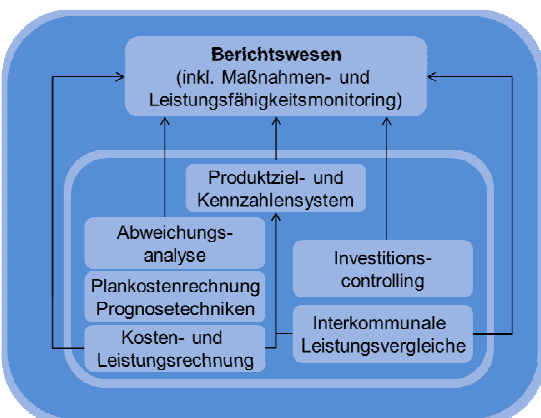 Berichtswesen
(inkl. Maßnahmen- und
Leistungsfähigkeitsmonitoring)
Produktziel- und
Kennzahlensystem
Abweichungs-
analyse
Plankostenrechnung
Prognosetechniken
Kosten- und
Leistungsrechnung
Investitions-
controlling
Interkommunale
Leistungsvergleiche